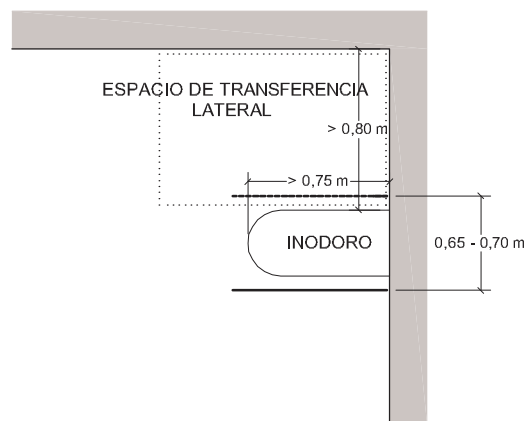 ESPACIO DE TRANSFERENCIA
LATERAL
> 0,80 m
> 0,75 m
INODORO
0,65 - 0,70 m